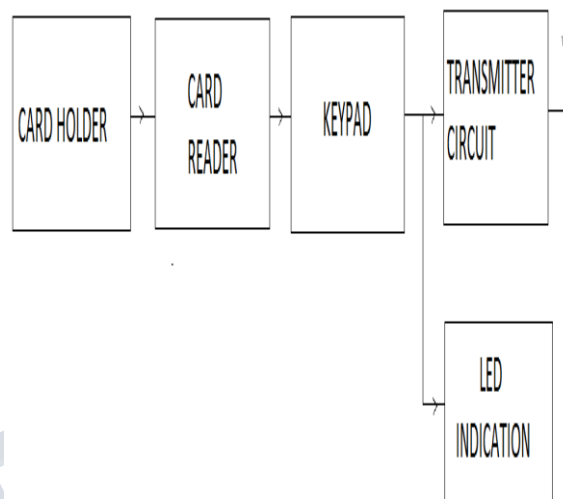 CARD HOLDER
CARD
READER
KEYPAD
TRANSMITTER
CIRCUIT
LED
INDICATION